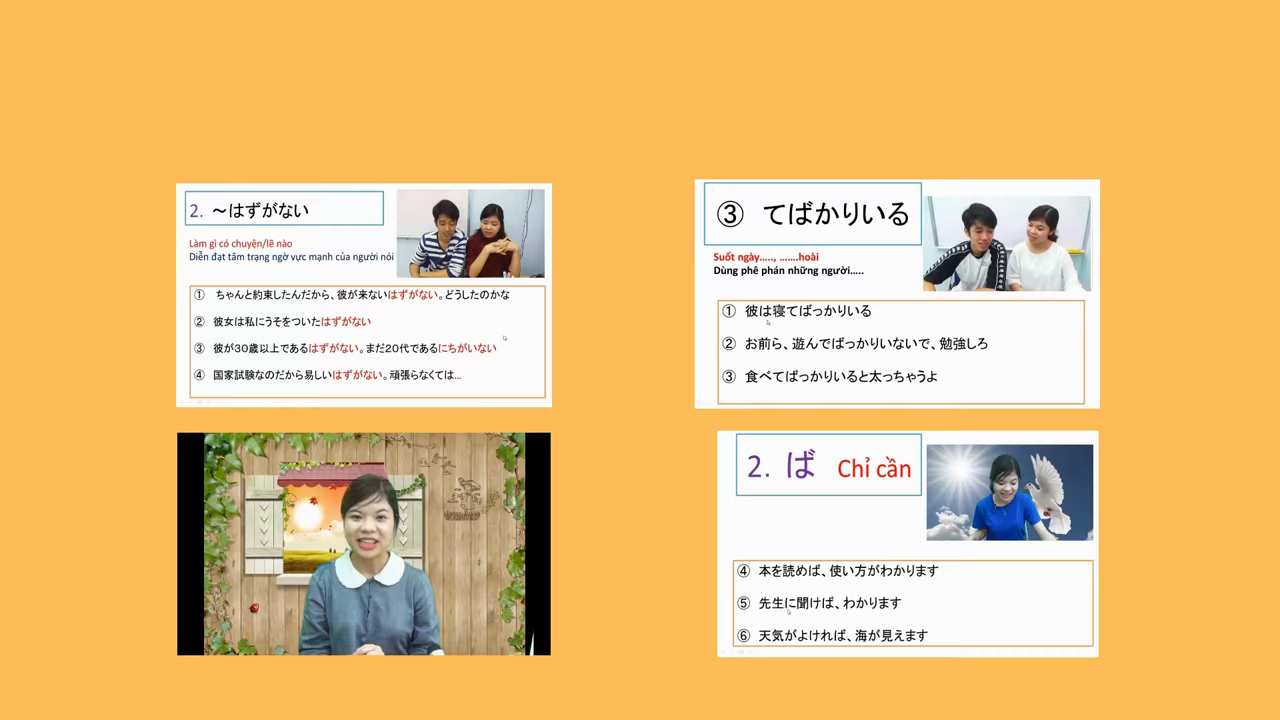 2. ～はずがない
Làm gì có chuyện/lẽ nào
Diễn đạt tâm trạng ngờ vực mạnh của người nói
① ちゃんと約束したんだから、彼が来ないはずがない。どうしたのかな
② 彼女は私にうそをついたはずがない
③ 彼が30歳以上であるはずがない。まだ20代であるにちがいない
④ 国家試験なのだから易しいはずがない。頑張らなくては...
③ てばかりいる
Suốt ngày....., .......hoài
Dùng phê phán những người.....
① 彼は寝てばっかりいる
② お前ら、遊んでばっかりいないで、勉強しろ
③ 食べてばっかりいると太っちゃうよ
2. ば Chỉ cần
④ 本を読めば、使い方がわかります
⑤ 先生に聞けば、わかります
⑥ 天気がよければ、海が見えます